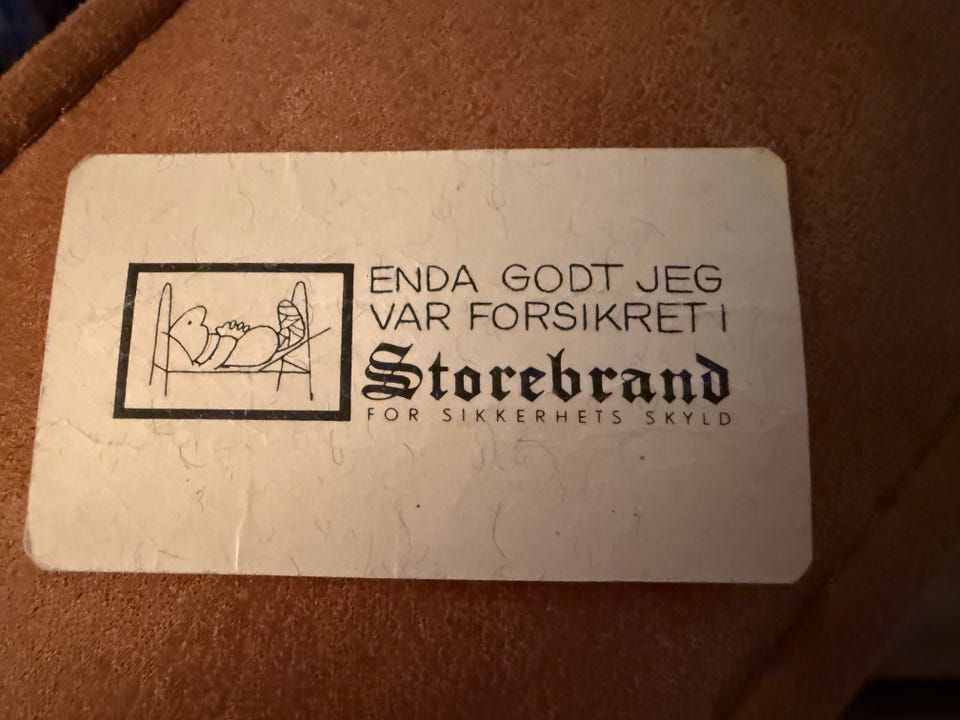 ENDA GODT JEG
VAR FORSIKRET I
Storebrand
FOR SIKKERHETS SKYLD